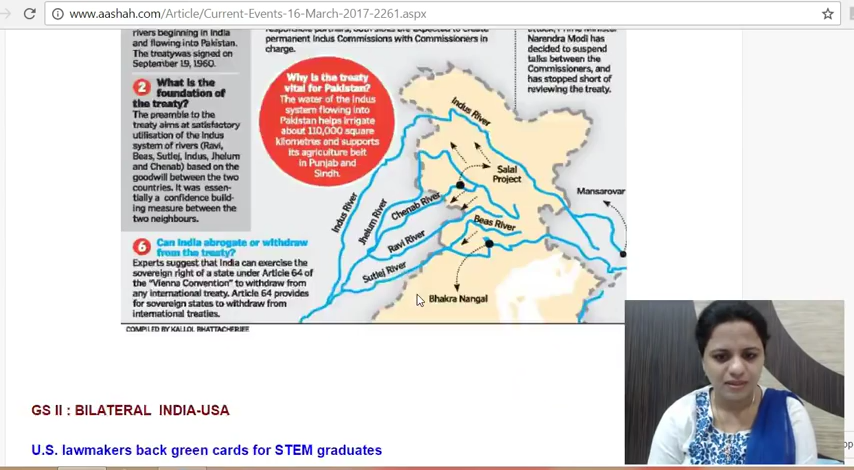 www.aashah.com/Article/Current-Events-16-March-2017-2261.aspx
rivers beginning in India
and flowing into Pakistan.
The treatywas signed on
September 19, 1960.
2 What is the
foundation of
the treaty?
The preamble to the
treaty aims at satisfactory
utilisation of the Indus
system of rivers (Ravi,
Beas, Sutlej, Indus, Jhelum
and Chenab) based on the
goodwill between the two
countries. It was essen-
tially a confidence build-
ing measure between the
two neighbours.
6 Can India abrogate or withdraw
from the treaty?
Experts suggest that India can exercise the
sovereign right of a state under Article 64 of
the "Vienna Convention" to withdraw from
any international treaty. Article 64 provides
for sovereign states to withdraw from
international treaties.
COMPILED BY KALLOL BHATTACHERJEE
permanent Indus Commissions with Commissioners in
charge.
Why is the treaty
vital for Pakistan?
The water of the Indus
system flowing into
Pakistan helps irrigate
about 110,000 square
kilometres and supports
its agriculture belt
in Punjab and
Sindh.
Narendra Modi has
decided to suspend
talks between the
Commissioners, and
has stopped short of
reviewing the treaty.
Indus River
Salal
Project
Mansarovar
Indus River
Jhelum River
Chenab River
Beas River
Ravi River
Sutlej River
Bhakra Nangal
GS II : BILATERAL INDIA-USA
U.S. lawmakers back green cards for STEM graduates